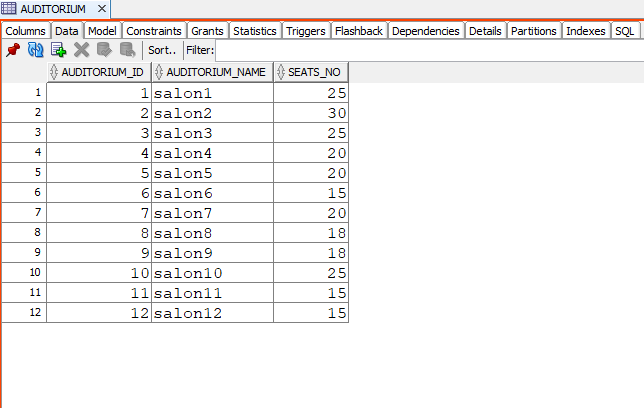 AUDITORIUM
Columns Data Model Constraints Grants Statistics Triggers Flashback Dependencies Details Partitions Indexes SQL
Sort.. Filter:
AUDITORIUM_ID AUDITORIUM_NAME SEATS_NO
1 1 salon1 25
2 2 salon2 30
3 3 salon3 25
4 4 salon4 20
5 5 salon5 20
6 6 salon6 15
7 7 salon7 20
8 8 salon8 18
9 9 salon9 18
10 10 salon10 25
11 11 salon11 15
12 12 salon12 15